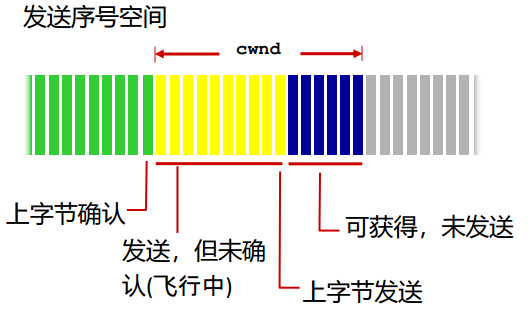 发送序号空间
cwnd
上字节确认
发送，但未确
认(飞行中)
上字节发送
可获得，未发送